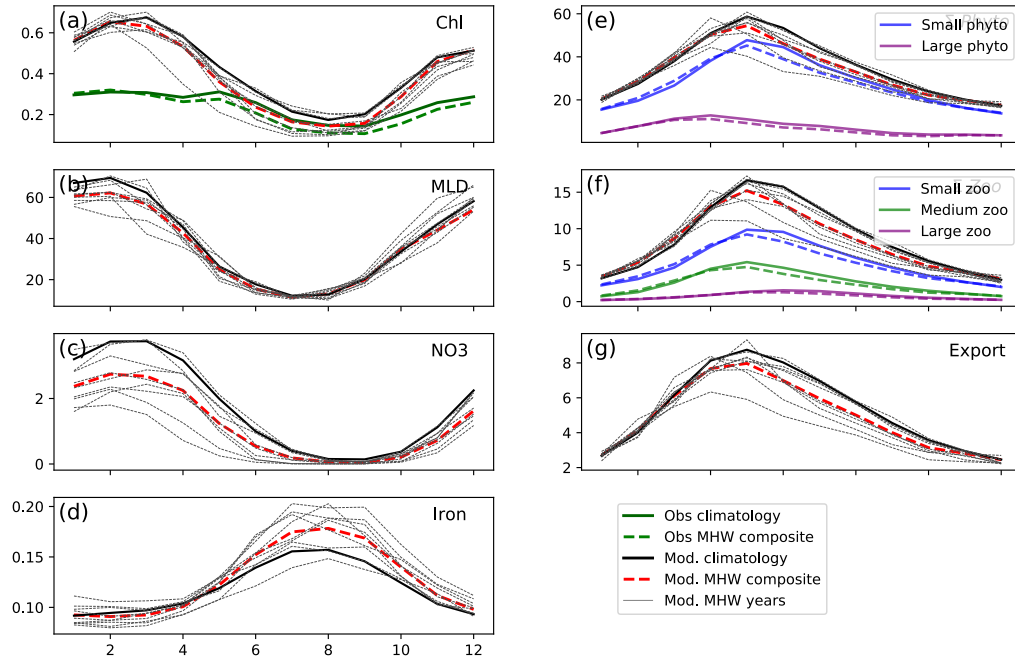 (a)
Chl
0.6
0.4
0.2
(b)
MLD
60
40
20
(c)
NO3
2
0
(d)
Iron
0.20
0.15
0.10
2
4
6
8
10
12
(e)
Σ Phyto
Small phyto
Large phyto
60
40
20
(f)
Σ Zoo
Small zoo
Medium zoo
Large zoo
15
10
5
0
(g)
Export
8
6
4
2
Obs climatology
Obs MHW composite
Mod. climatology
Mod. MHW composite
Mod. MHW years